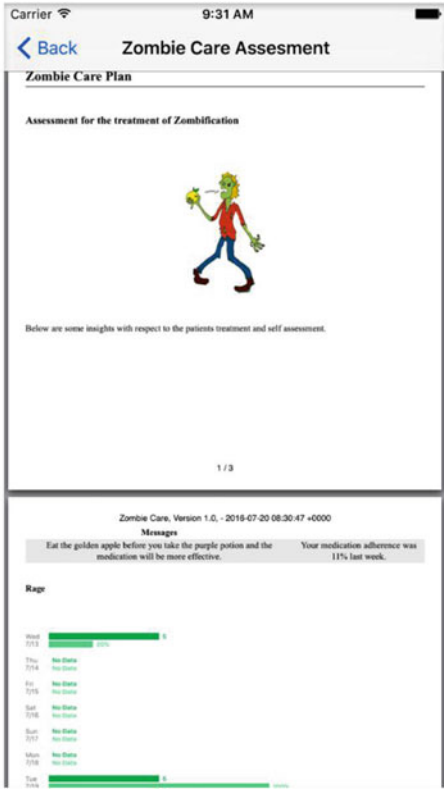 Carrier 9:31 AM
Back Zombie Care Assesment
Zombie Care Plan
Assessment for the treatment of Zombification
Below are some insights with respect to the patients treatment and self assessment.
1 / 3
Zombie Care, Version 1.0, - 2016-07-20 08:30:47 +0000
Messages
Eat the golden apple before you take the purple potion and the
medication will be more effective.
Your medication adherence was
11% last week.
Rage
Wed
7/13
5
Thu
7/14
No Data
No Data
Fri
7/15
No Data
No Data
Sat
7/16
No Data
No Data
Sun
7/17
No Data
No Data
Mon
7/18
No Data
No Data
Tue
7/19
5